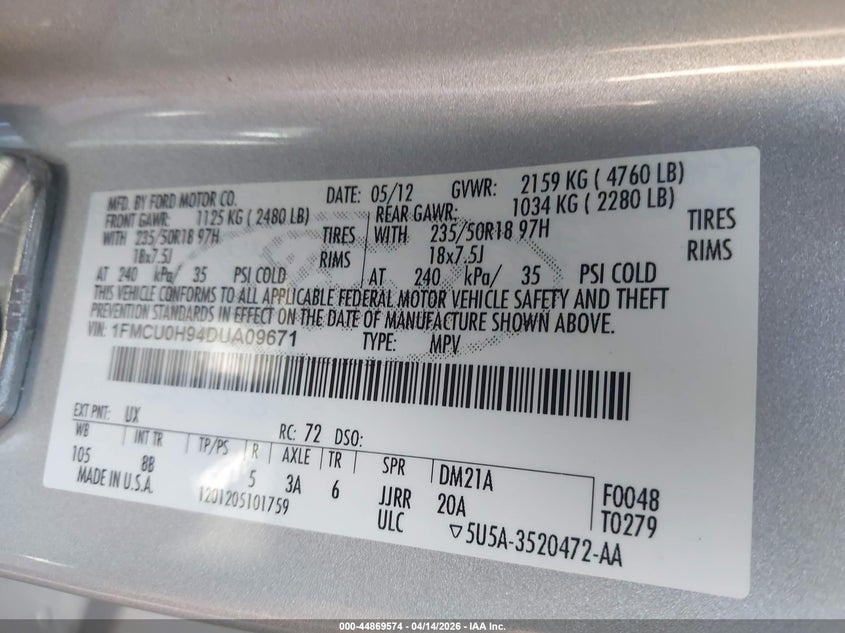 MFD. BY FORD MOTOR CO. DATE: 05/12 GVWR: 2159 KG ( 4760 LB)
FRONT GAWR: 1125 KG ( 2480 LB) REAR GAWR: 1034 KG ( 2280 LB)
WITH 235/50R18 97H TIRES WITH 235/50R18 97H TIRES
18x7.5J RIMS 18x7.5J RIMS
AT 240 kPa/ 35 PSI COLD AT 240 kPa/ 35 PSI COLD
THIS VEHICLE CONFORMS TO ALL APPLICABLE FEDERAL MOTOR VEHICLE SAFETY AND THEFT
PREVENTION STANDARDS IN EFFECT ON THE DATE OF MANUFACTURE SHOWN ABOVE.
VIN: 1FMCU0H94DUA09671 TYPE: MPV
EXT PNT: UX RC: 72 DSO:
WB INT TR TP/PS R AXLE TR SPR DM21A F0048
105 8B 5 3A 6 JJRR 20A T0279
MADE IN U.S.A. 1201205101759 ULC ▽5U5A-3520472-AA
000-44869574 - 04/14/2026 - IAA Inc.